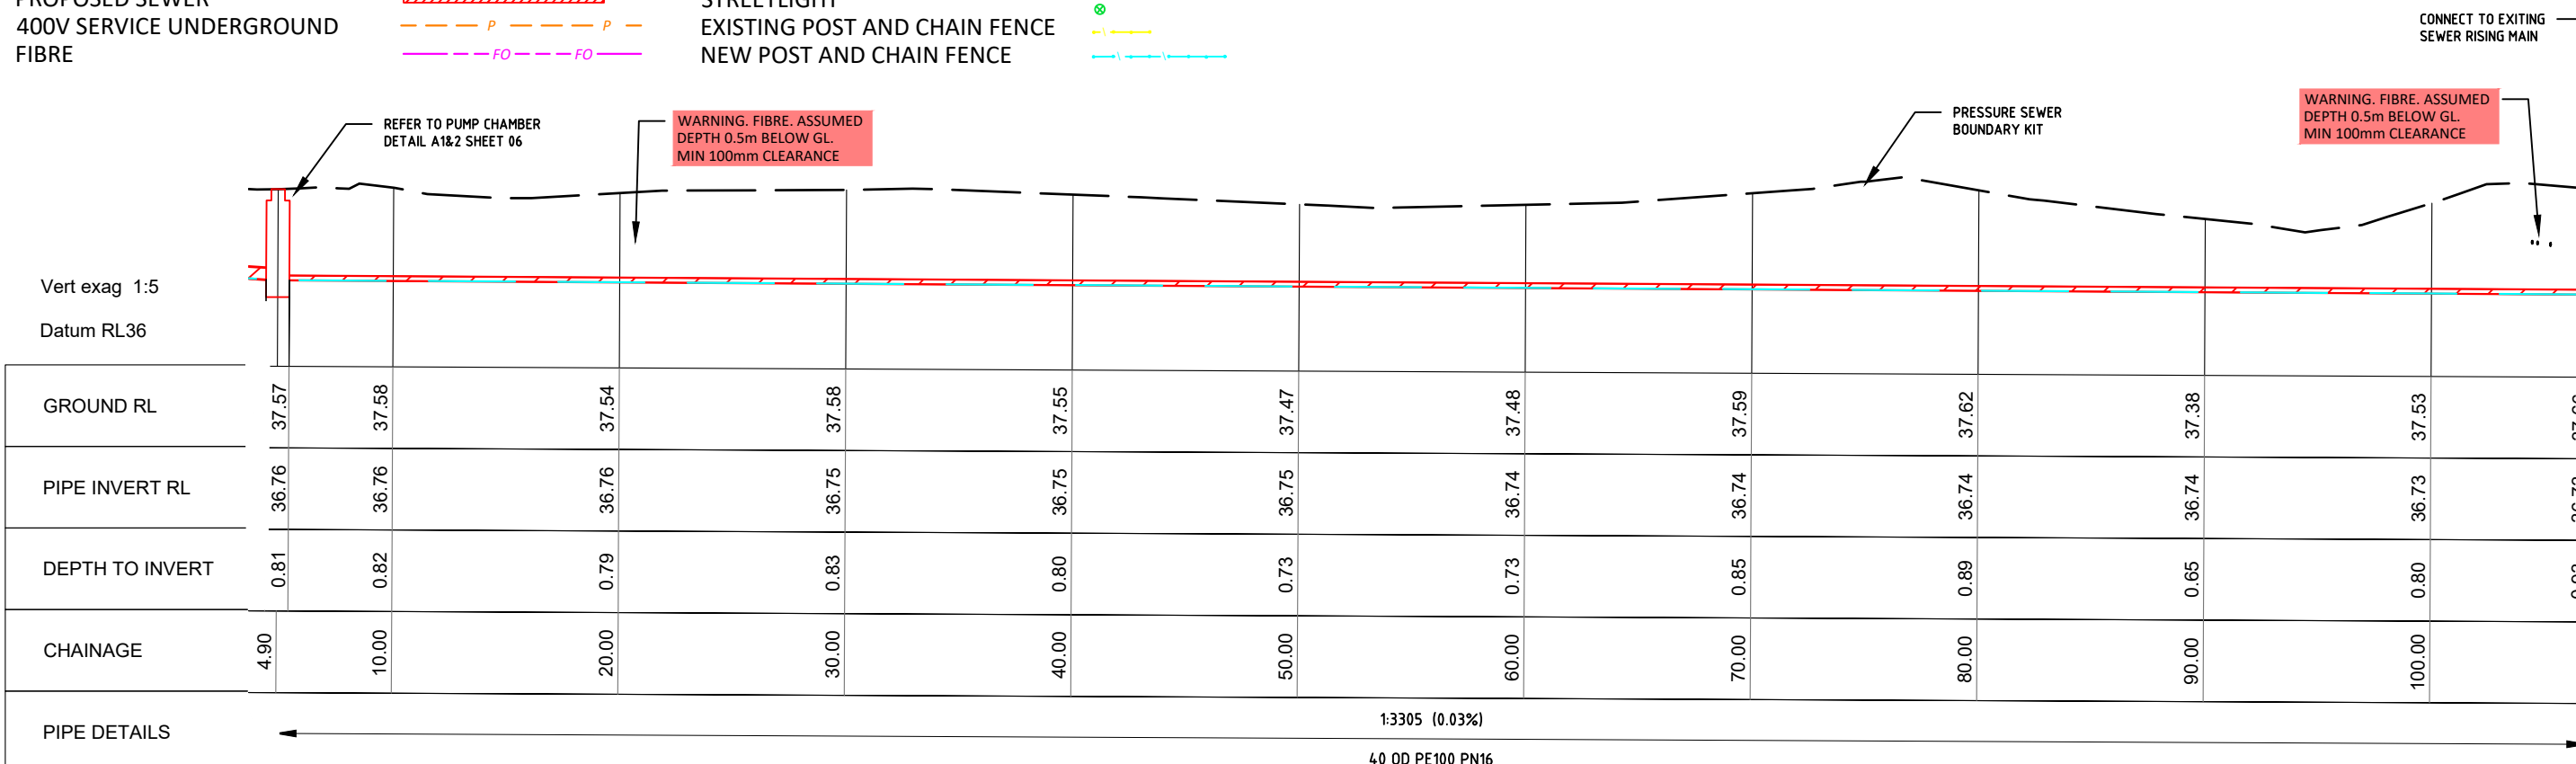 PROPOSED SEWER
400V SERVICE UNDERGROUND
FIBRE
P P
FO FO
STREETLIGHT
EXISTING POST AND CHAIN FENCE
NEW POST AND CHAIN FENCE
CONNECT TO EXITING
SEWER RISING MAIN
REFER TO PUMP CHAMBER
DETAIL A1&2 SHEET 06
WARNING. FIBRE. ASSUMED
DEPTH 0.5m BELOW GL.
MIN 100mm CLEARANCE
PRESSURE SEWER
BOUNDARY KIT
WARNING. FIBRE. ASSUMED
DEPTH 0.5m BELOW GL.
MIN 100mm CLEARANCE
Vert exag 1:5
Datum RL36
GROUND RL 37.57 37.58 37.54 37.58 37.55 37.47 37.48 37.59 37.62 37.38 37.53
PIPE INVERT RL 36.76 36.76 36.76 36.75 36.75 36.75 36.74 36.74 36.74 36.74 36.73
DEPTH TO INVERT 0.81 0.82 0.79 0.83 0.80 0.73 0.73 0.85 0.89 0.65 0.80
CHAINAGE 4.90 10.00 20.00 30.00 40.00 50.00 60.00 70.00 80.00 90.00 100.00
PIPE DETAILS
1:3305 (0.03%)
40 OD PE100 PN16